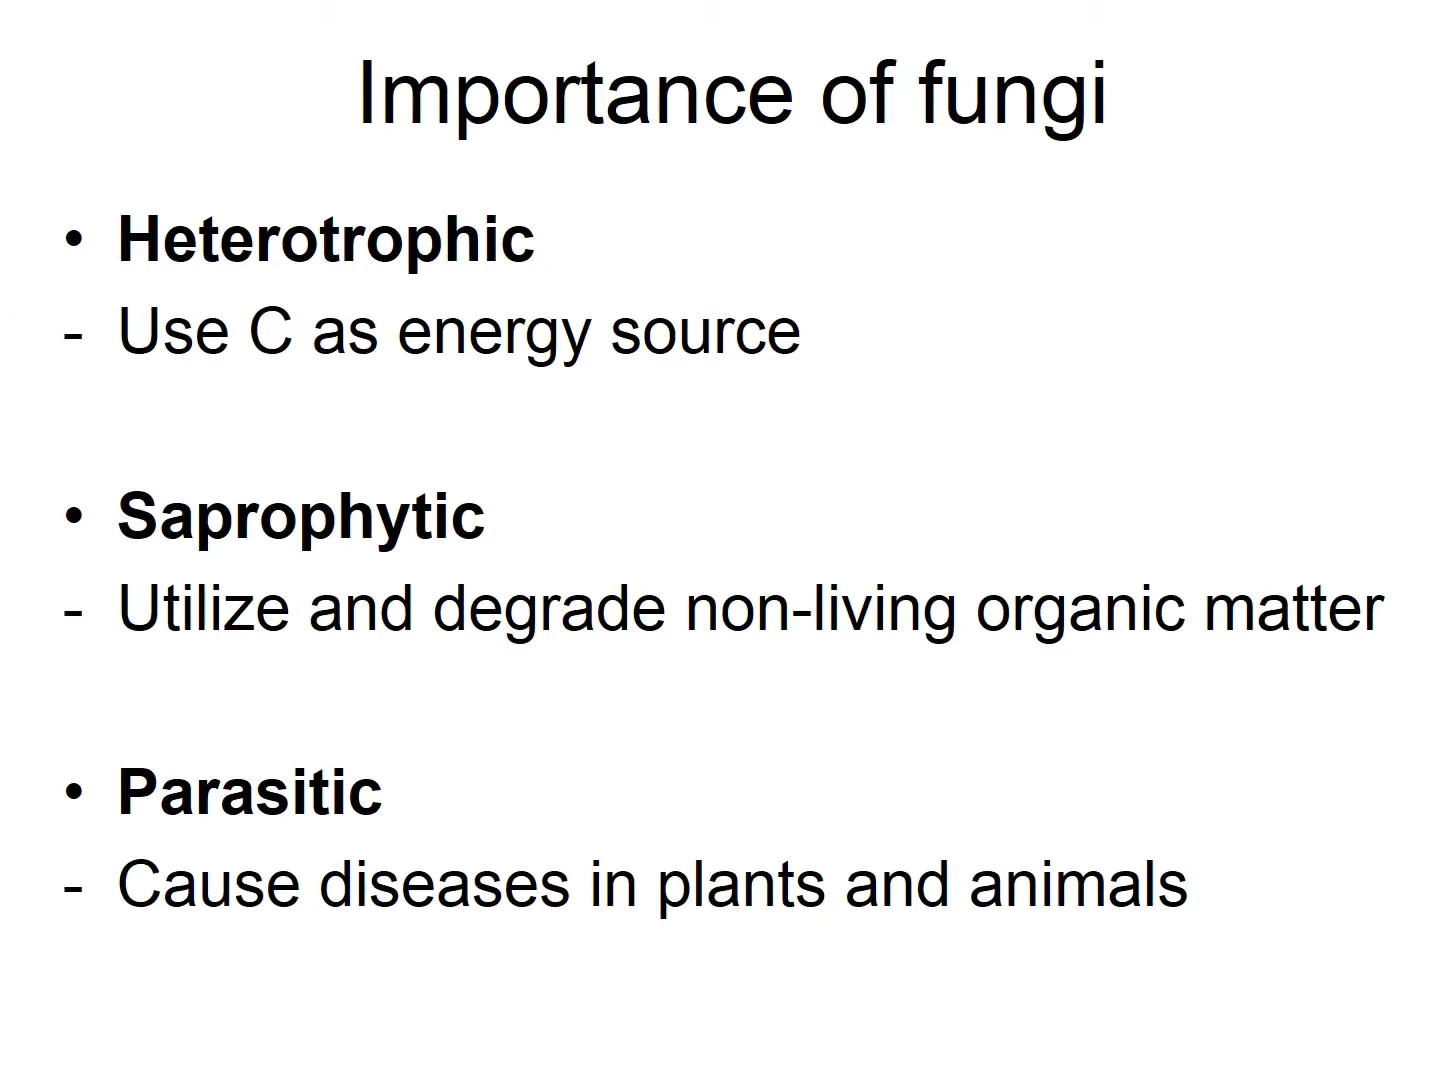 Importance of fungi
• Heterotrophic
- Use C as energy source
• Saprophytic
- Utilize and degrade non-living organic matter
• Parasitic
- Cause diseases in plants and animals